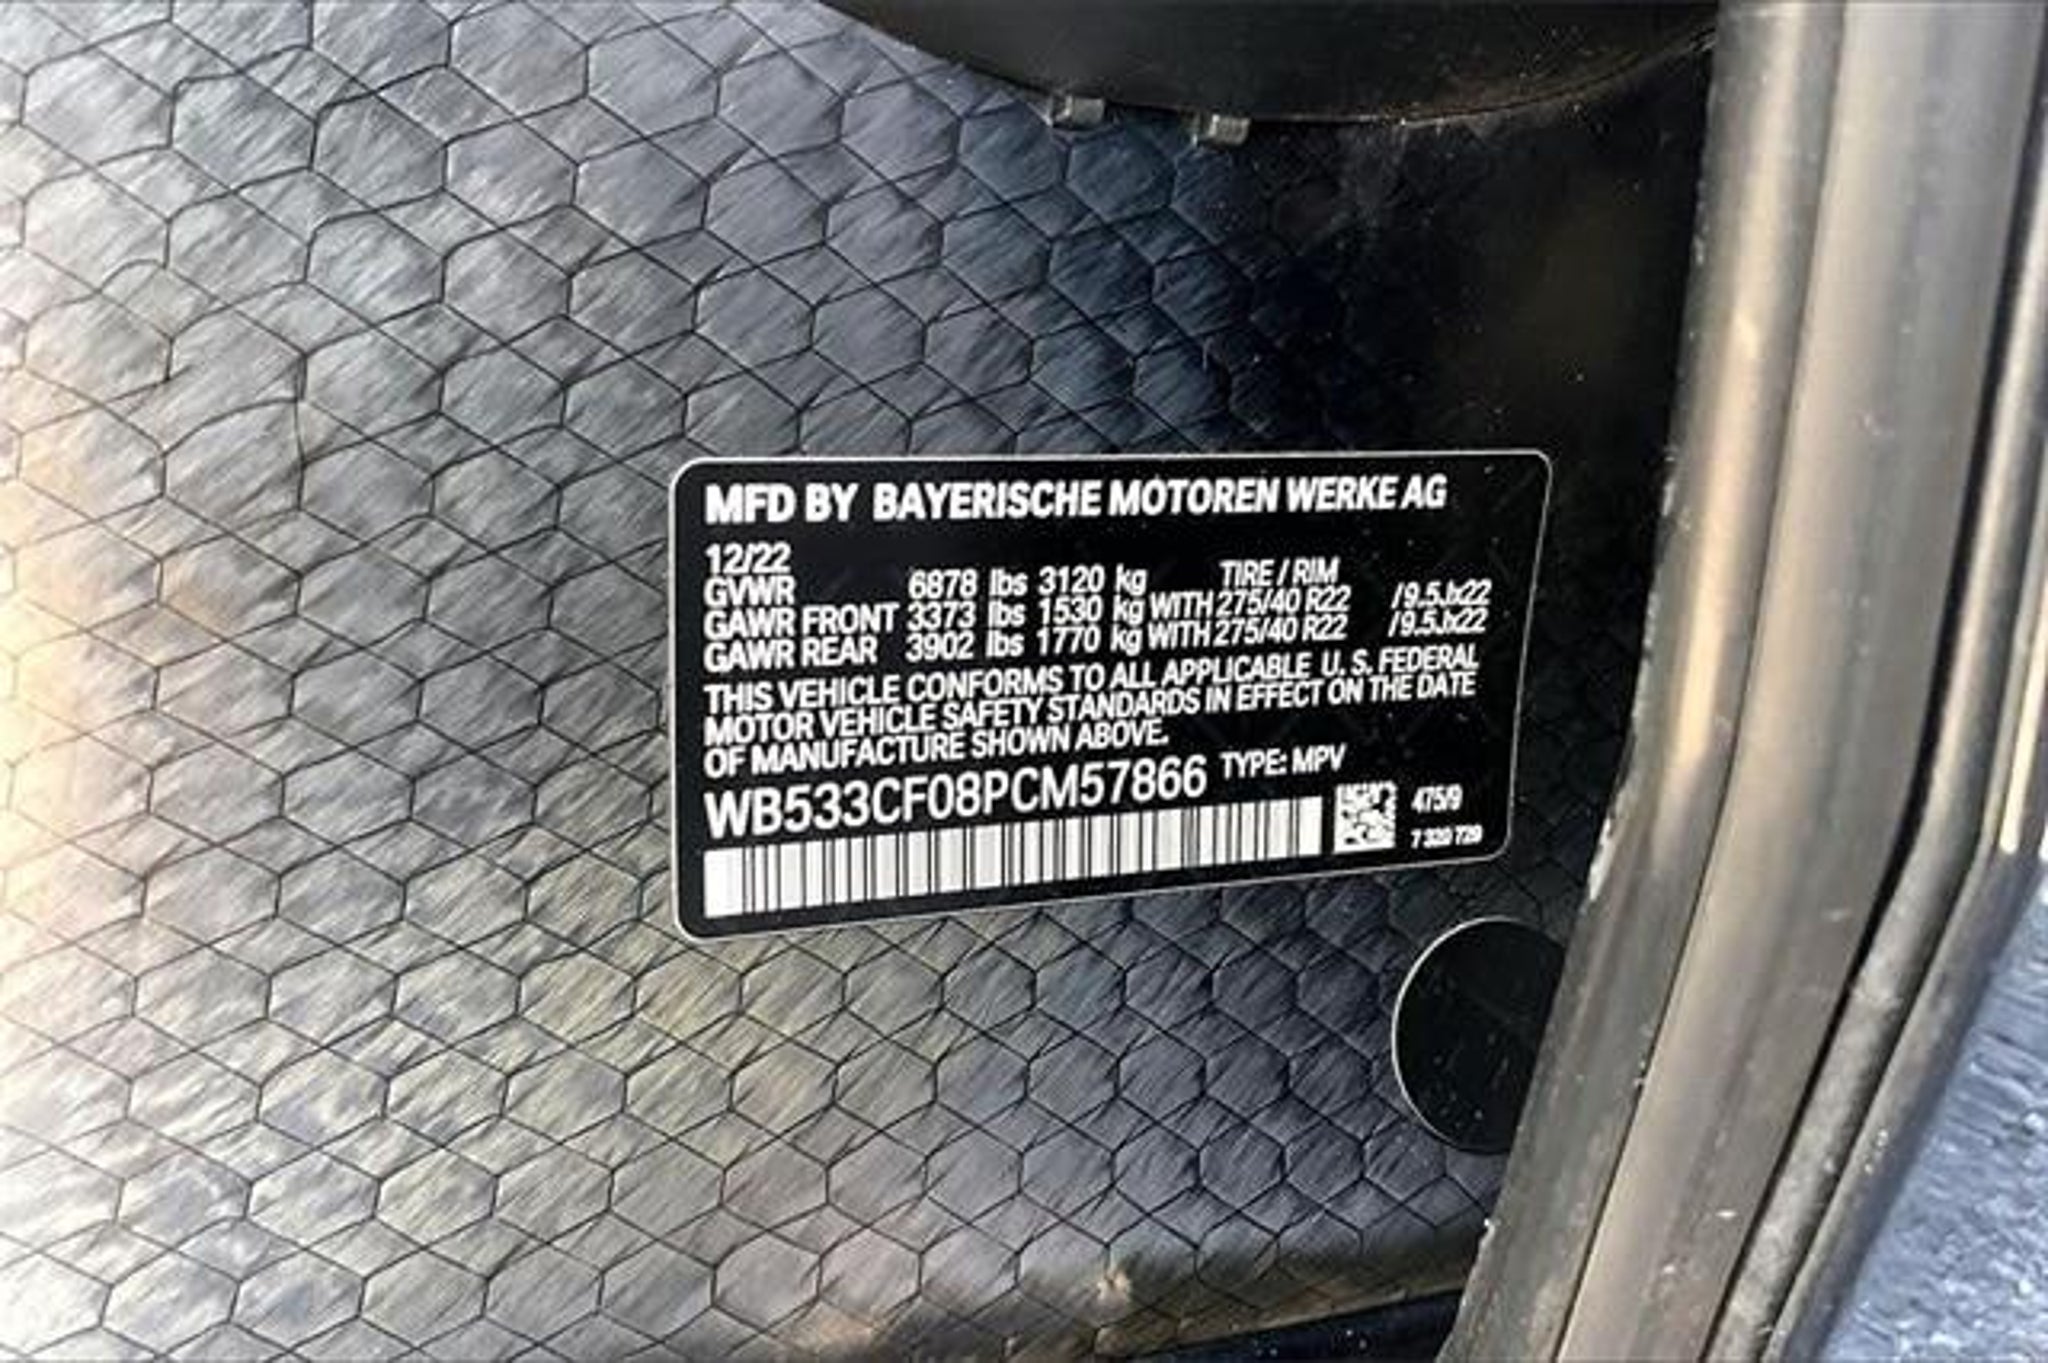 MFD BY BAYERISCHE MOTOREN WERKE AG
12/22
TIRE / RIM
GVWR 6878 lbs 3120 kg
GAWR FRONT 3373 lbs 1530 kg WITH 275/40 R22 /9.5Jx22
GAWR REAR 3902 lbs 1770 kg WITH 275/40 R22 /9.5Jx22
THIS VEHICLE CONFORMS TO ALL APPLICABLE U. S. FEDERAL
MOTOR VEHICLE SAFETY STANDARDS IN EFFECT ON THE DATE
OF MANUFACTURE SHOWN ABOVE.
WB533CF08PCM57866 TYPE: MPV
475/9
7 320 729